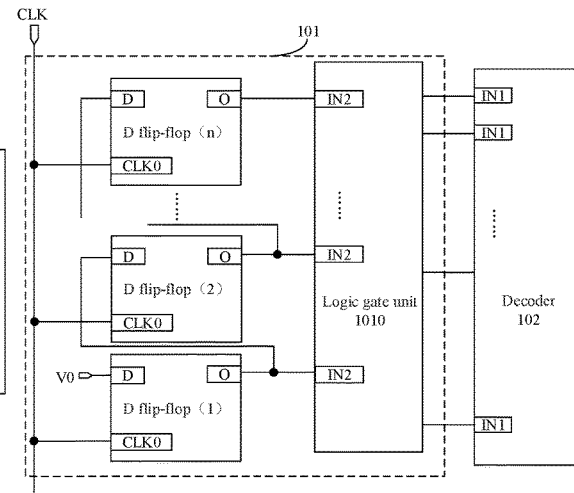 CLK
101
D O IN2 IN1
D flip-flop (n) IN1
CLK0
D O IN2
D flip-flop (2) Logic gate unit Decoder
1010 102
CLK0
V0 D O IN2
D flip-flop (1)
IN1
CLK0